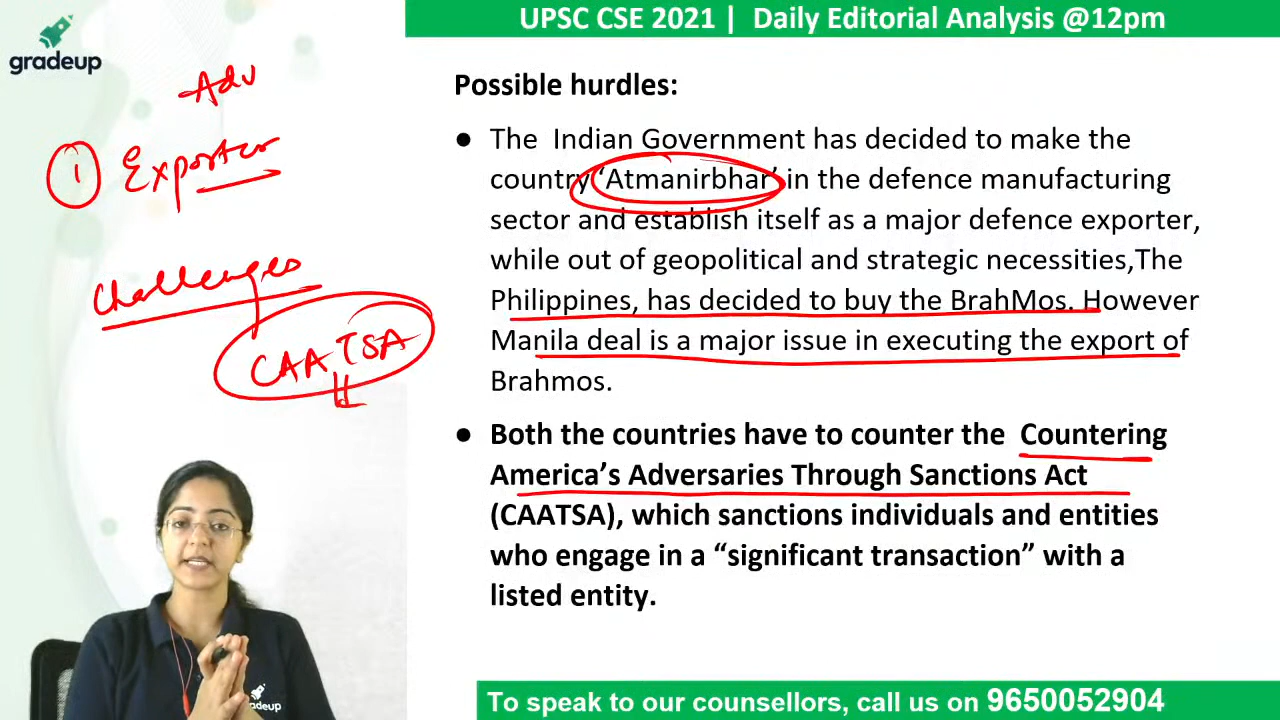 UPSC CSE 2021 | Daily Editorial Analysis @12pm
gradeup
Adv
1 Exporter
Challenges
CAATSA
Possible hurdles:
● The Indian Government has decided to make the
country ‘Atmanirbhar’ in the defence manufacturing
sector and establish itself as a major defence exporter,
while out of geopolitical and strategic necessities,The
Philippines, has decided to buy the BrahMos. However
Manila deal is a major issue in executing the export of
Brahmos.
● Both the countries have to counter the Countering
America’s Adversaries Through Sanctions Act
(CAATSA), which sanctions individuals and entities
who engage in a “significant transaction” with a
listed entity.
gradeup
To speak to our counsellors, call us on 9650052904